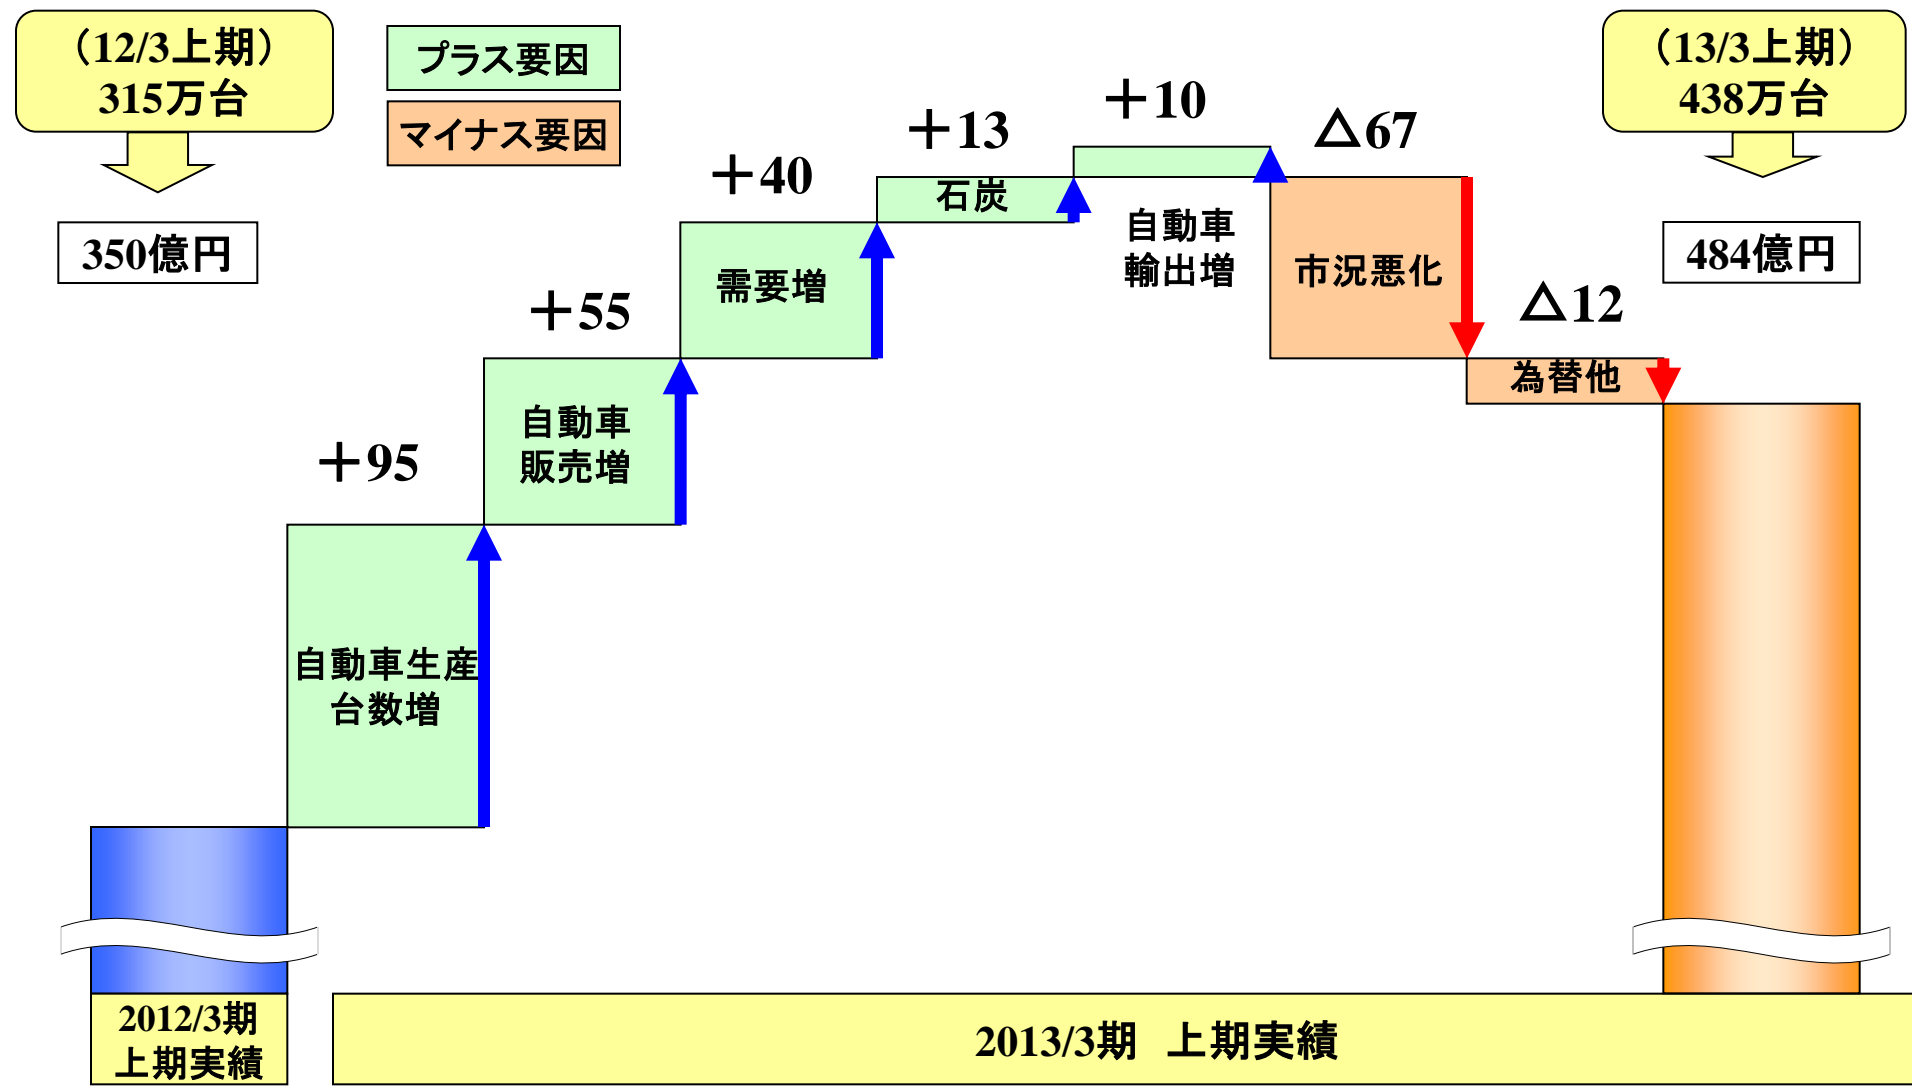 （12/3上期）
315万台
プラス要因
マイナス要因
（13/3上期）
438万台
350億円
484億円
＋95
自動車生産
台数増
＋55
自動車
販売増
＋40
需要増
＋13
石炭
＋10
自動車
輸出増
△67
市況悪化
△12
為替他
2012/3期
上期実績
2013/3期　上期実績